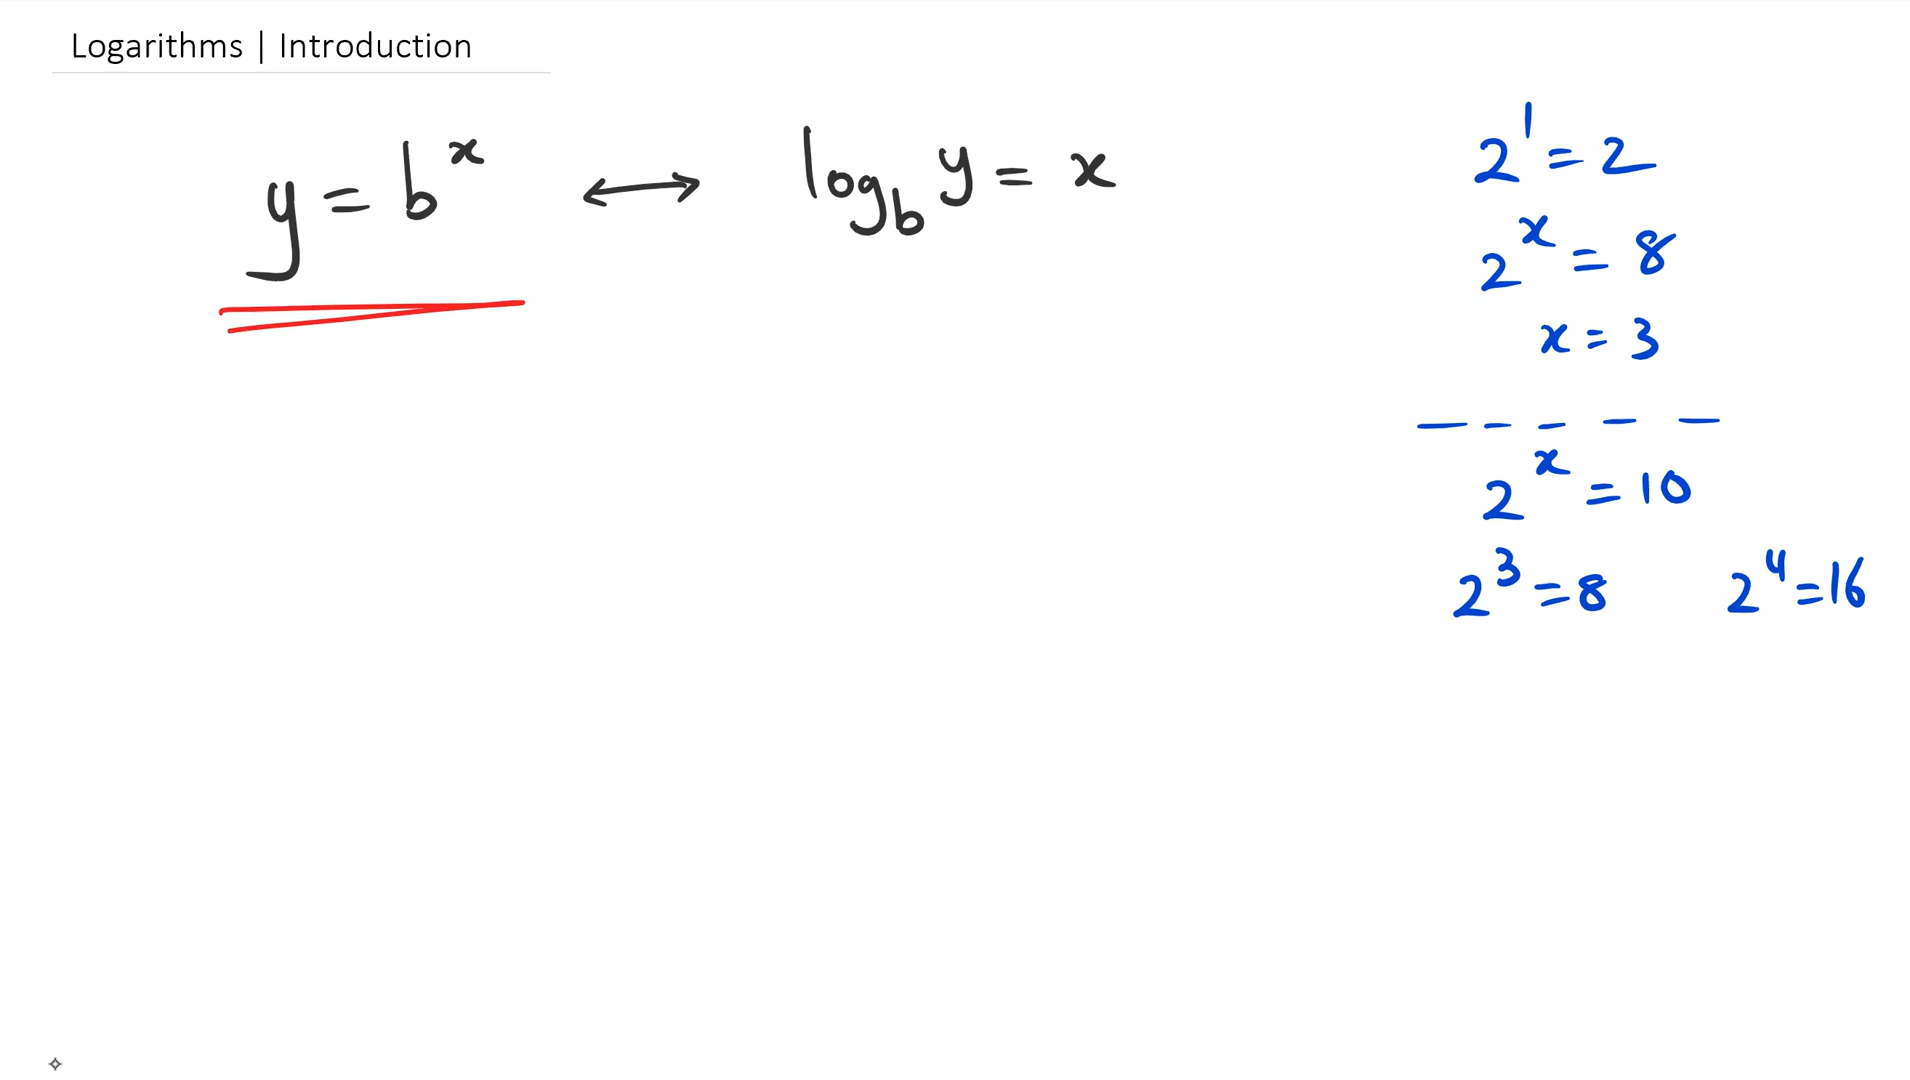 Logarithms | Introduction
y = b^x ⟷ log_b y = x
2^1 = 2
2^x = 8
x = 3
2^x = 10
2^3 = 8 2^4 = 16